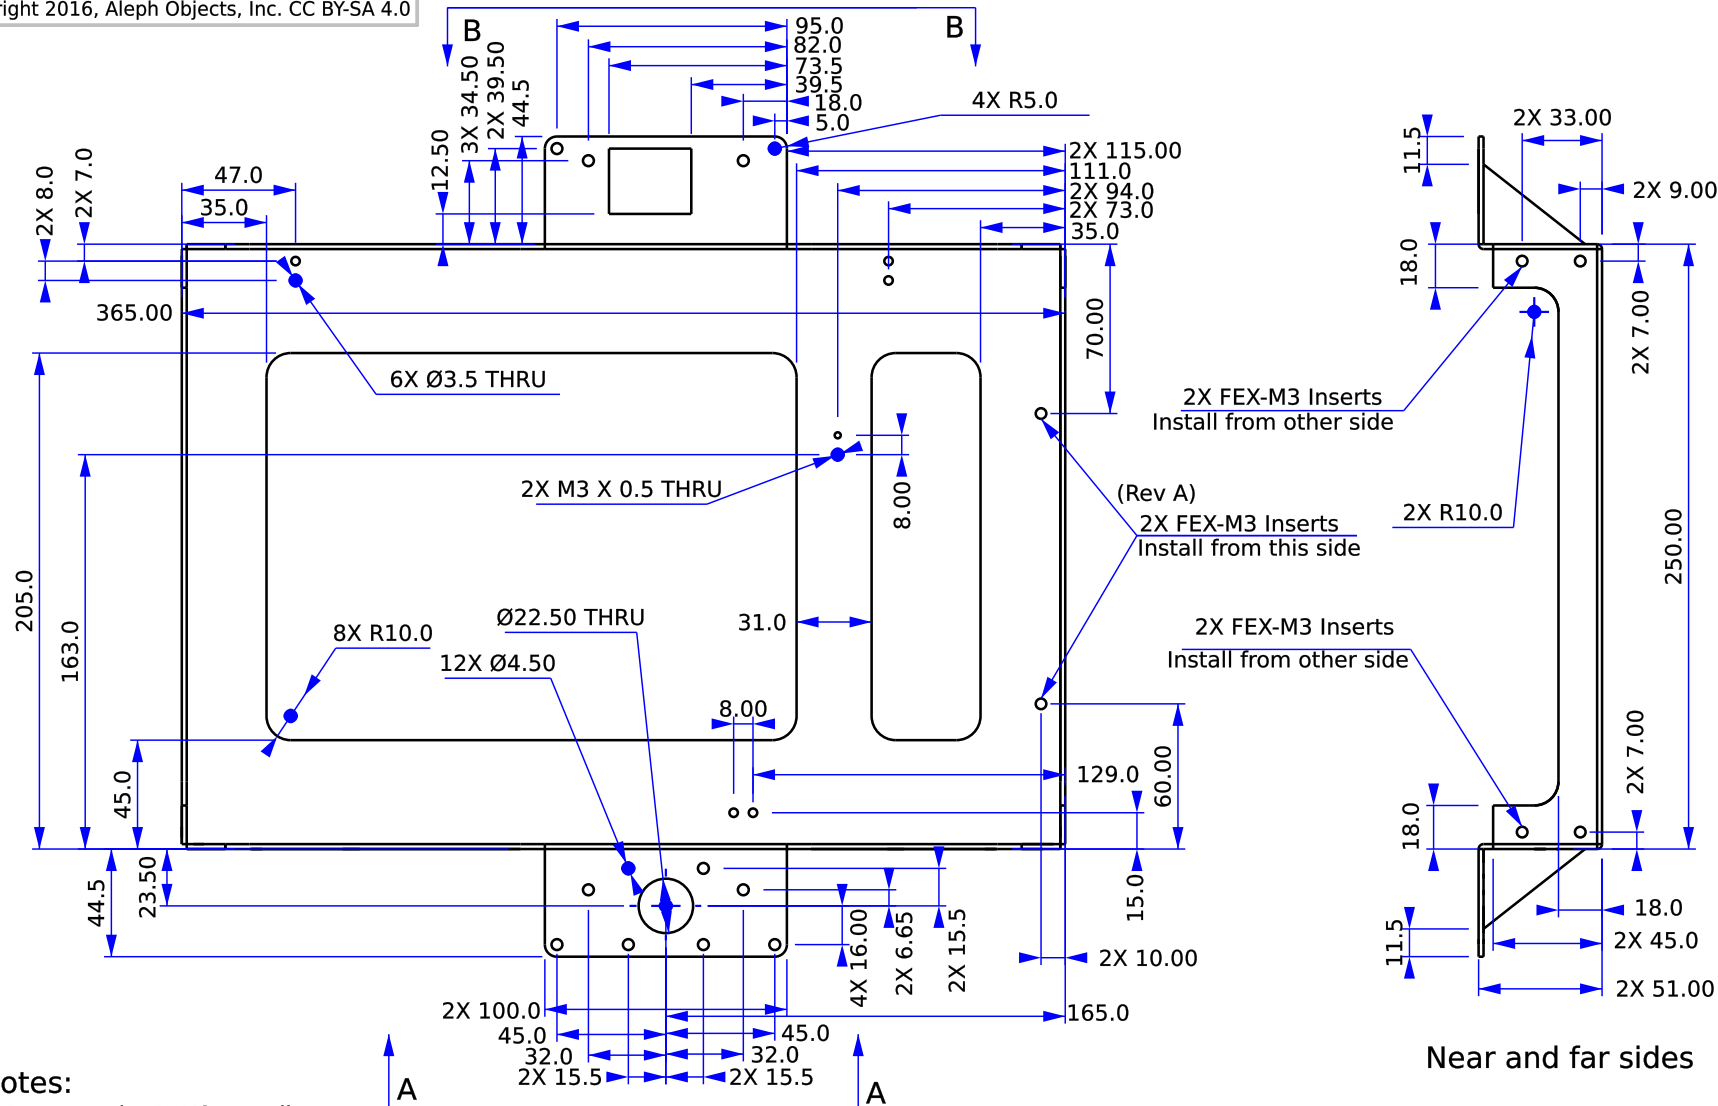 right 2016, Aleph Objects, Inc. CC BY-SA 4.0
B
B
95.0
82.0
73.5
39.5
18.0
5.0
4X R5.0
12.50
3X 34.50
2X 39.50
44.5
2X 8.0
2X 7.0
47.0
35.0
2X 115.00
111.0
2X 94.0
2X 73.0
35.0
365.00
70.00
6X Ø3.5 THRU
2X M3 X 0.5 THRU
8.00
(Rev A)
2X FEX-M3 Inserts
Install from this side
205.0
163.0
Ø22.50 THRU
8X R10.0
12X Ø4.50
31.0
8.00
129.0
60.00
45.0
44.5
23.50
15.0
4X 16.00
2X 6.65
2X 15.5
2X 10.00
2X 100.0
165.0
45.0
45.0
32.0
32.0
2X 15.5
2X 15.5
A
A
otes:
11.5
2X 33.00
2X 9.00
18.0
2X 7.00
2X FEX-M3 Inserts
Install from other side
2X R10.0
250.00
2X FEX-M3 Inserts
Install from other side
2X 7.00
18.0
18.0
2X 45.0
11.5
2X 51.00
Near and far sides